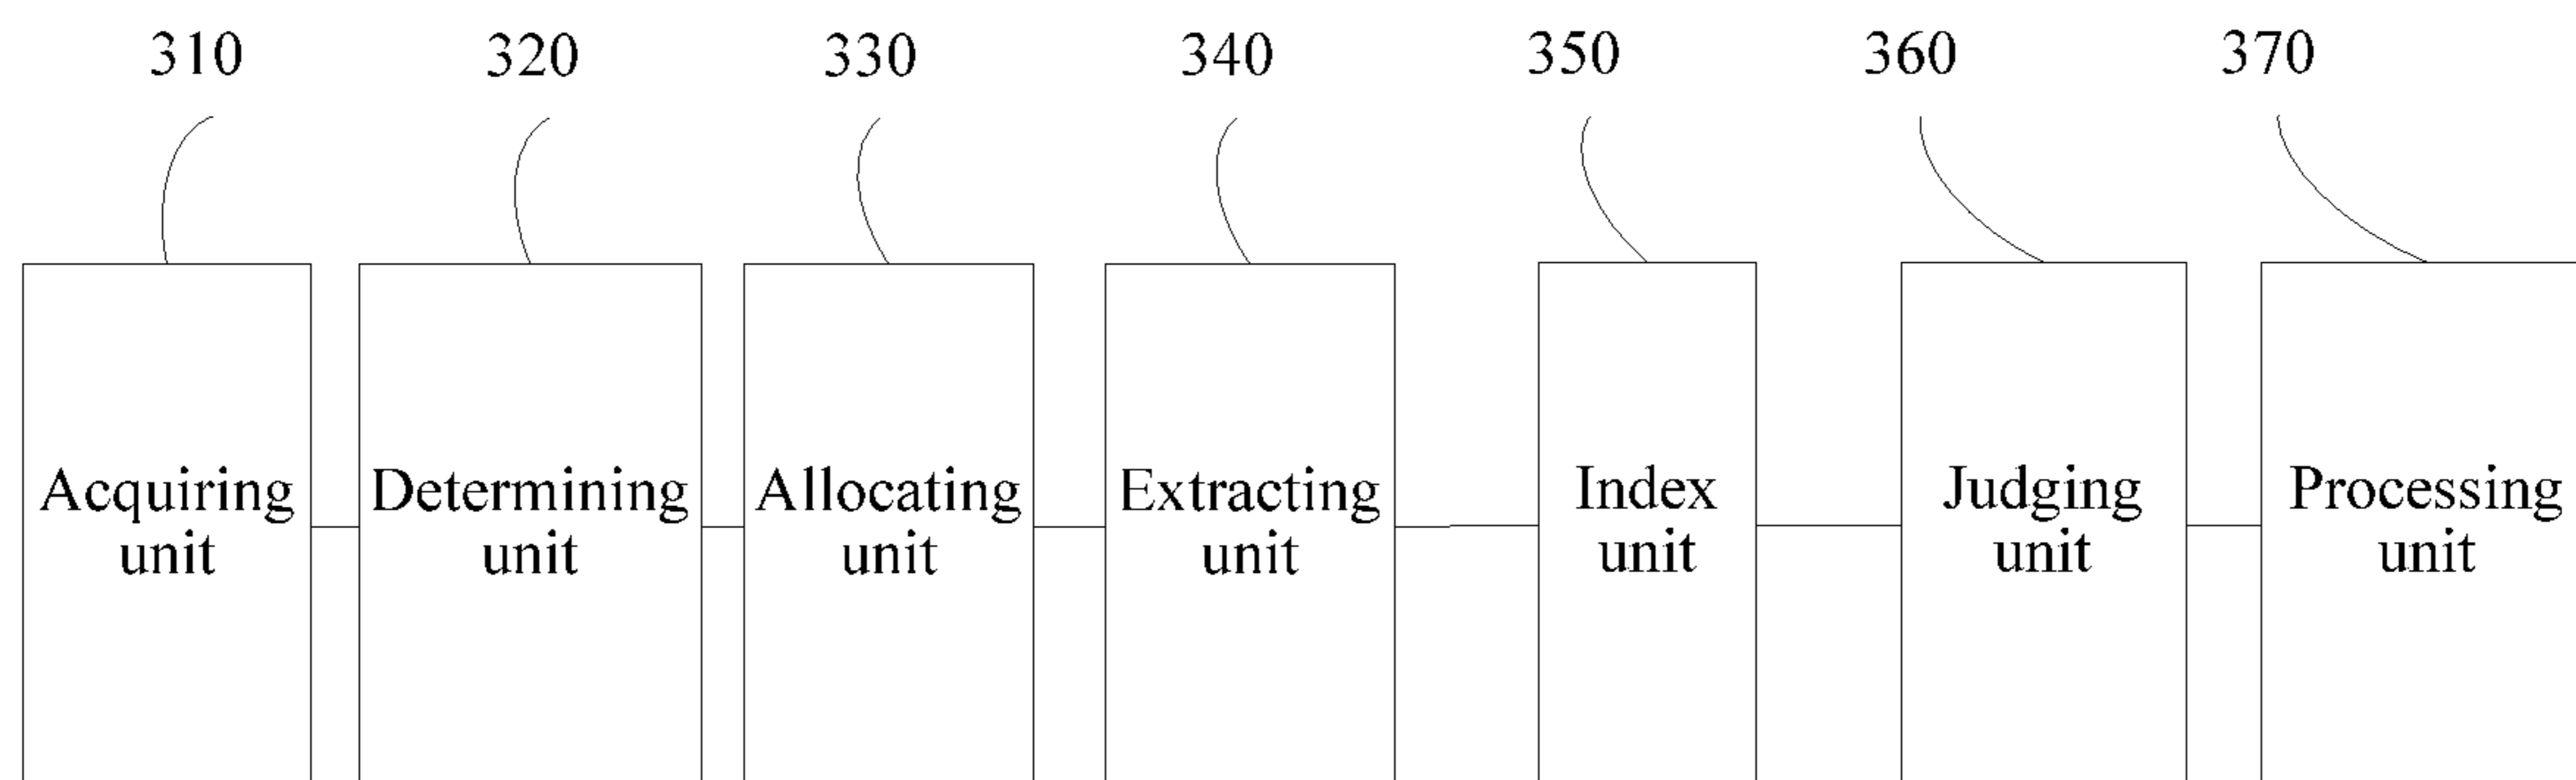 310 320 330 340 350 360 370
Acquiring Determining Allocating Extracting Index Judging Processing
unit unit unit unit unit unit unit